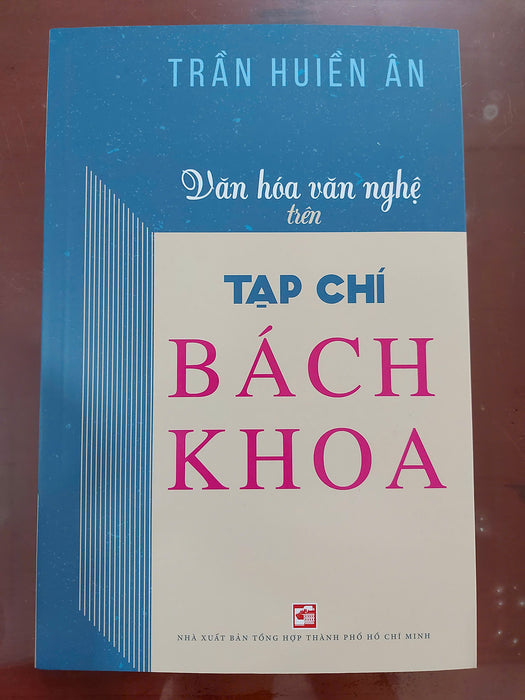 TRẦN HUIỀN ÂN
Văn hóa văn nghệ
trên
TẠP CHÍ
BÁCH
KHOA
NHÀ XUẤT BẢN TỔNG HỢP THÀNH PHỐ HỒ CHÍ MINH